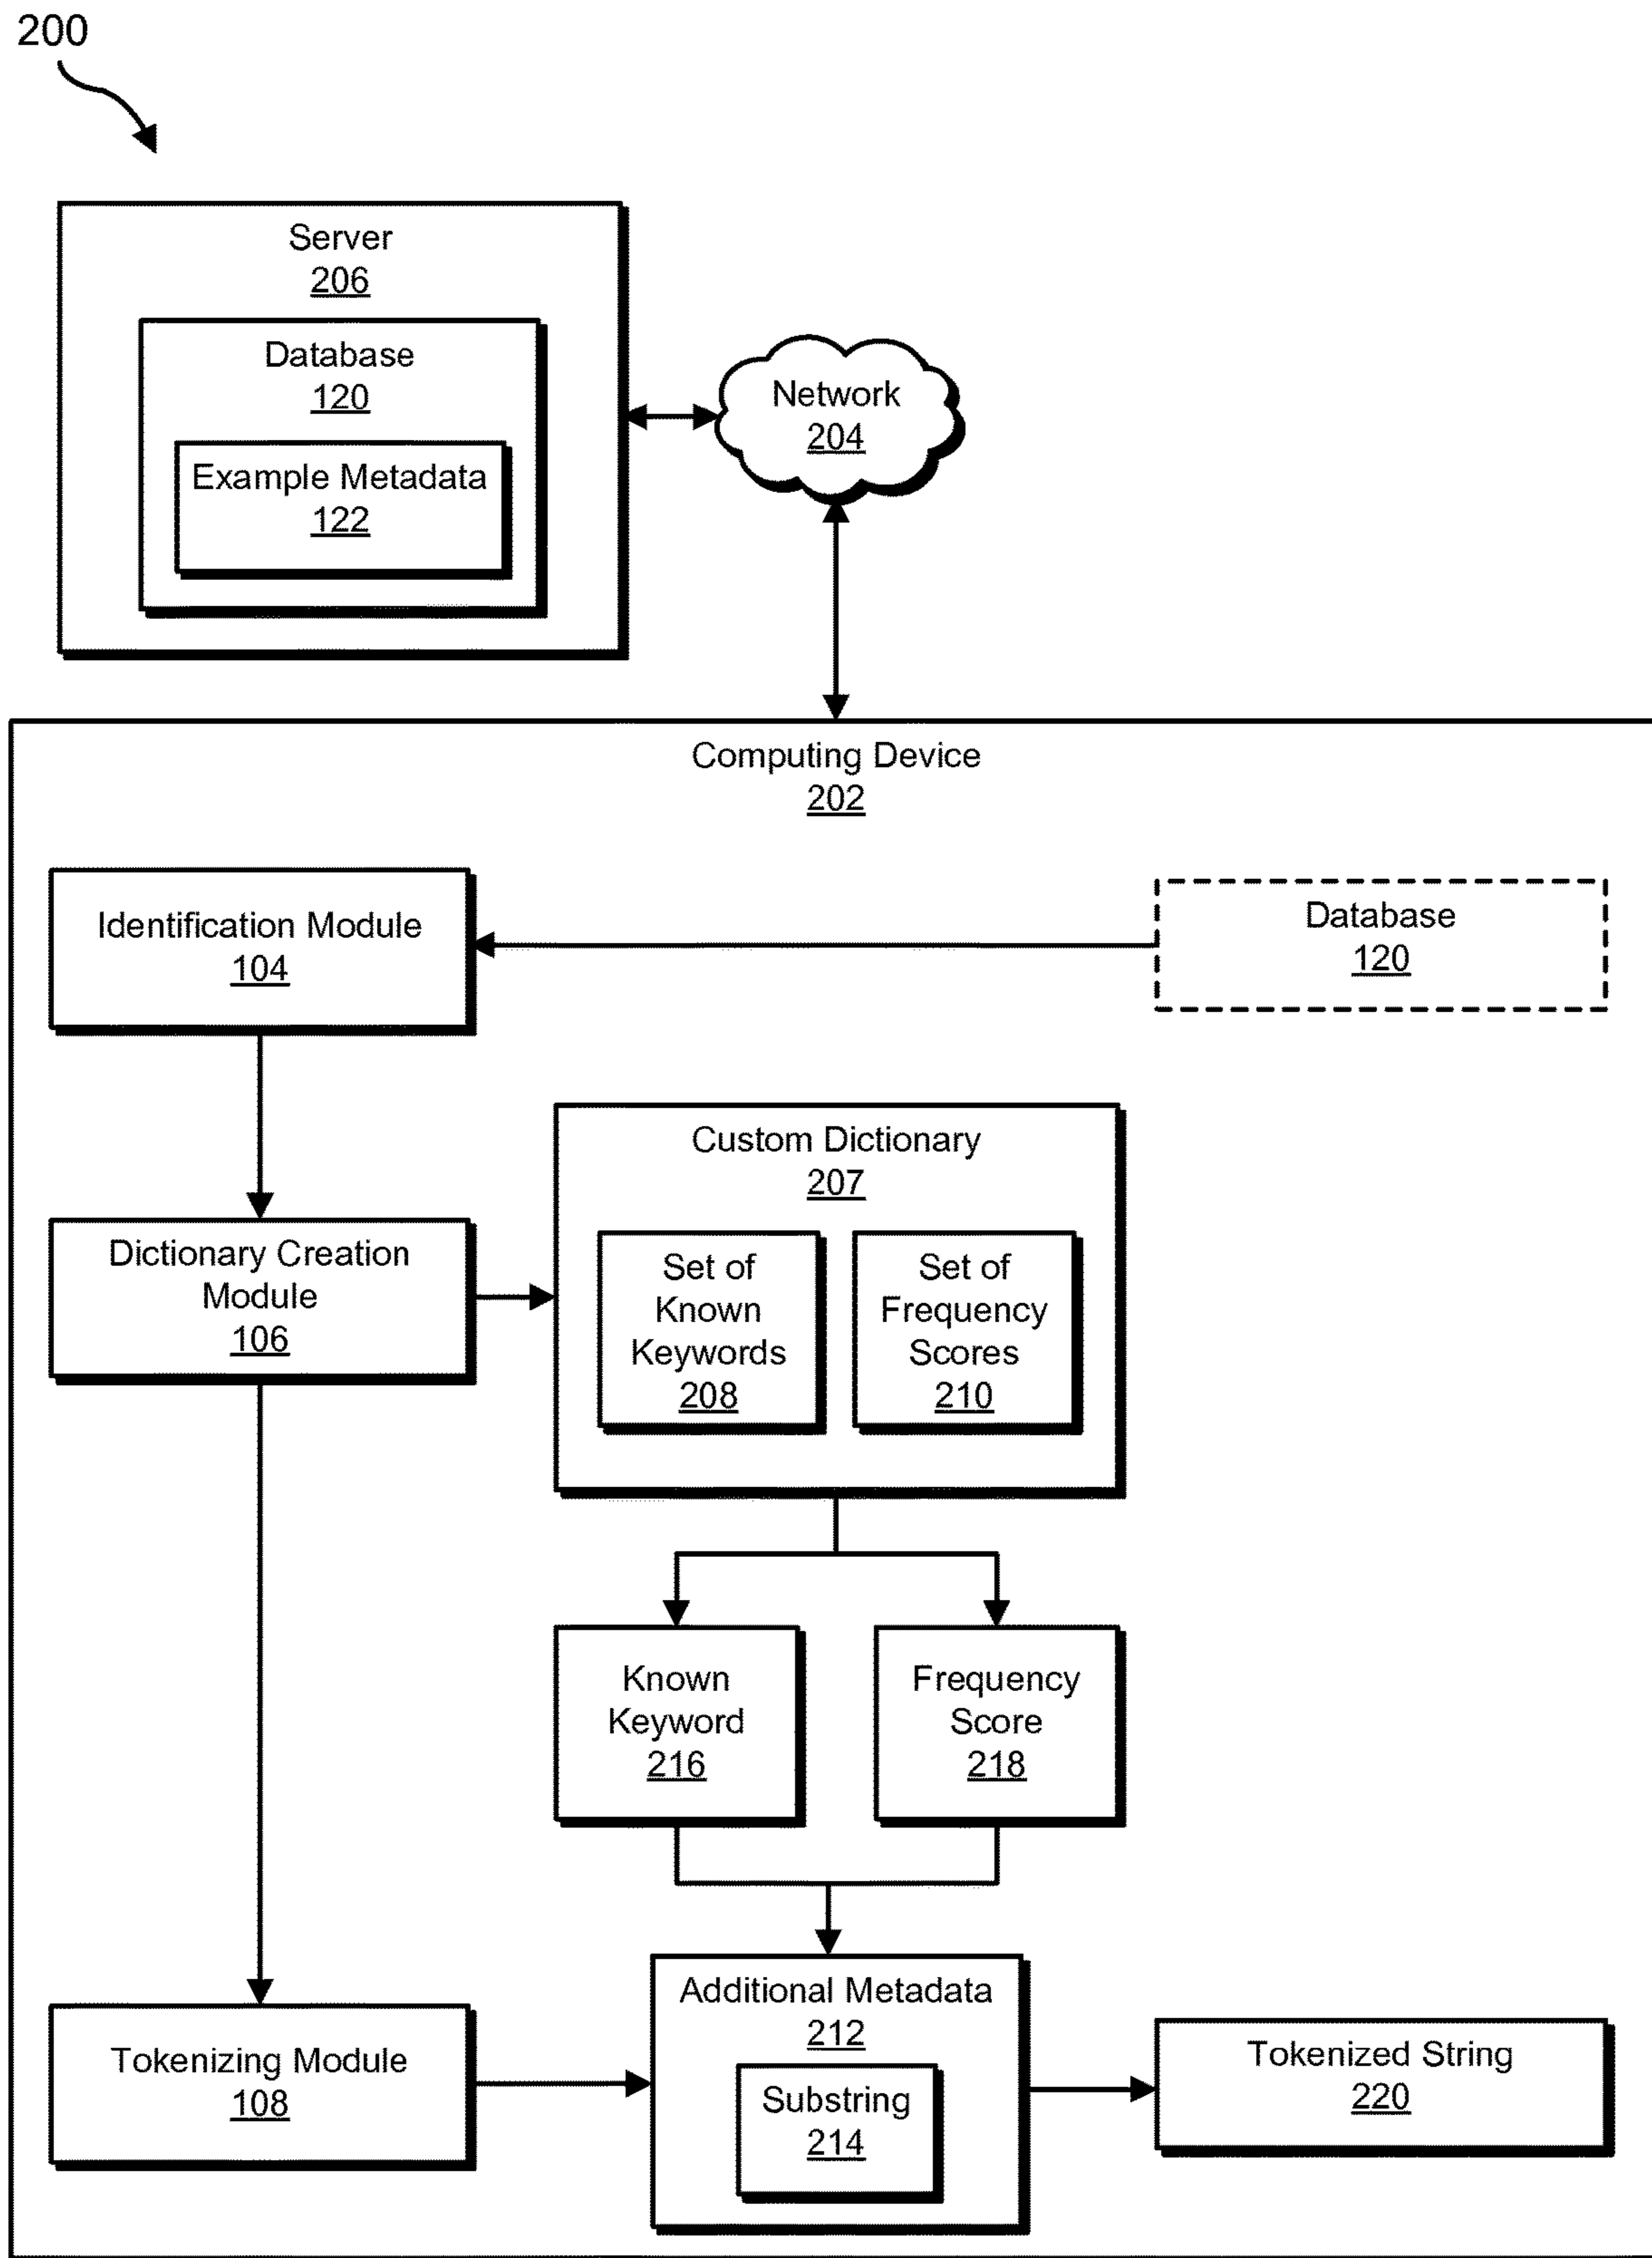 200
Server
206
Database
120
Example Metadata
122
Network
204
Computing Device
202
Identification Module
104
Database
120
Custom Dictionary
207
Dictionary Creation
Module
106
Set of
Known
Keywords
208
Set of
Frequency
Scores
210
Known
Keyword
216
Frequency
Score
218
Additional Metadata
212
Substring
214
Tokenizing Module
108
Tokenized String
220